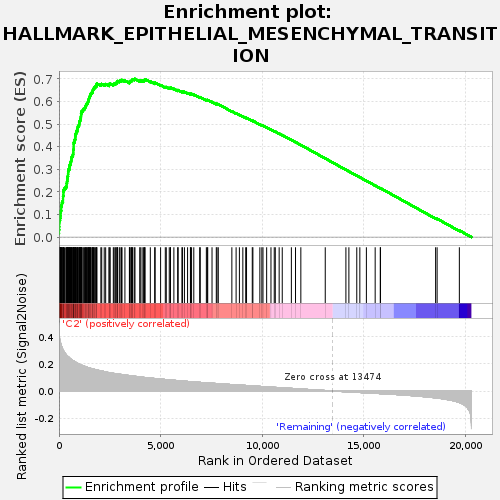 Enrichment plot:
HALLMARK_EPITHELIAL_MESENCHYMAL_TRANSIT
ION
Enrichment score (ES)
0.7
0.6
0.5
0.4
0.3
0.2
0.1
0.0
'C2' (positively correlated)
Ranked list metric (Signal2Noise)
0.4
0.2
0.0
-0.2
Zero cross at 13474
'Remaining' (negatively correlated)
0
5,000
10,000
15,000
20,000
Rank in Ordered Dataset
Enrichment profile
Hits
Ranking metric scores